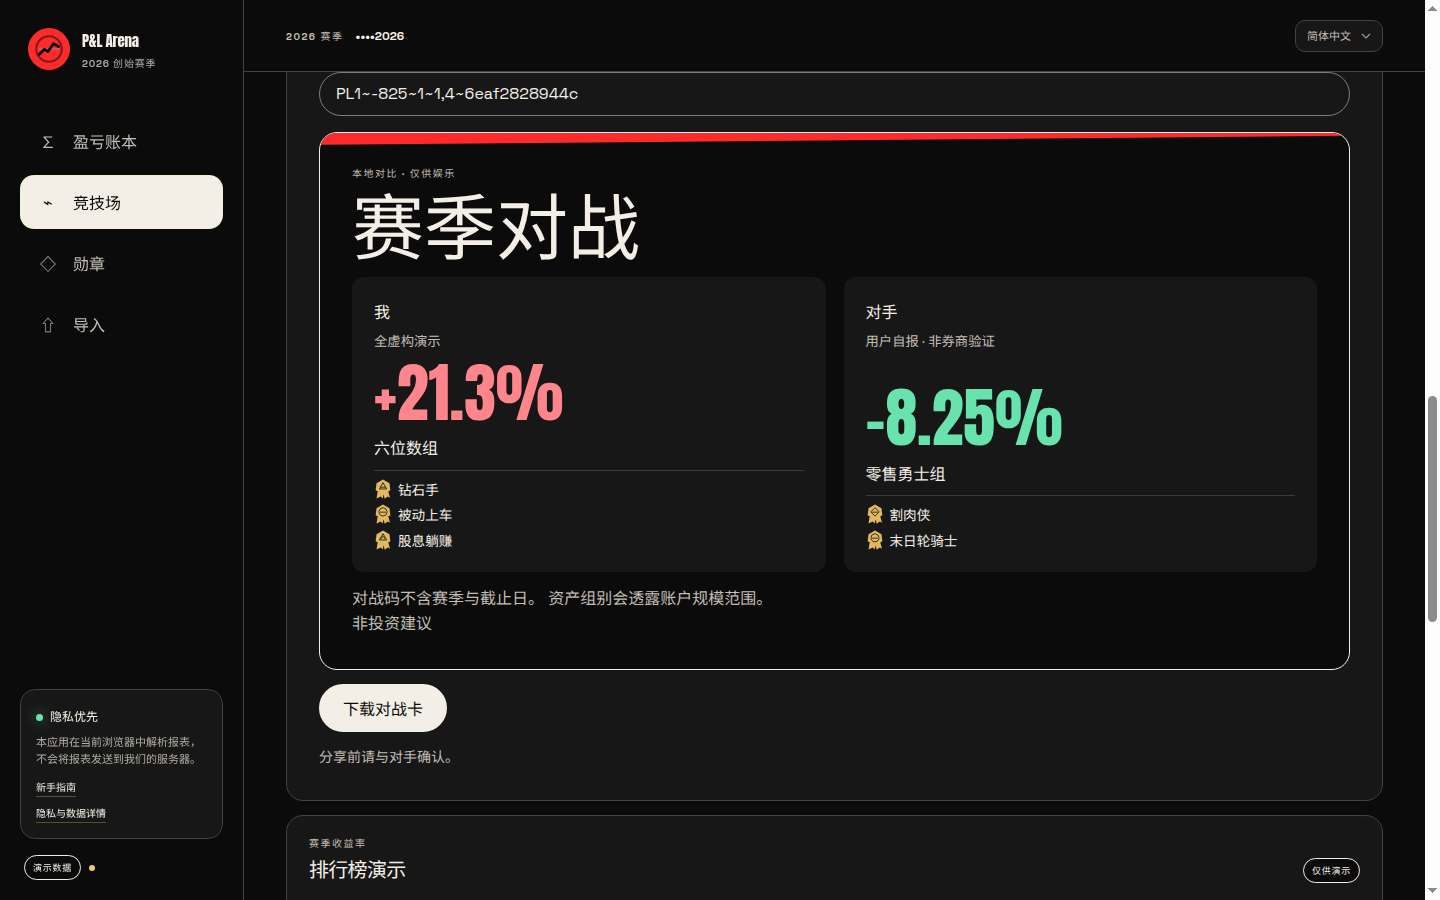 P&L Arena
2026 创始赛季
Σ 盈亏账本
竞技场
勋章
导入
隐私优先
本应用在当前浏览器中解析报表，
不会将报表发送到我们的服务器。
新手指南
隐私与数据详情
演示数据
2026 赛季 ••••2026
简体中文
PL1~-825~1~1,4~6eaf2828944c
本地对比 · 仅供娱乐
赛季对战
我
全虚构演示
+21.3%
六位数组
钻石手
被动上车
股息躺赚
对手
用户自报 · 非券商验证
-8.25%
零售勇士组
割肉侠
末日轮骑士
对战码不含赛季与截止日。 资产组别会透露账户规模范围。
非投资建议
下载对战卡
分享前请与对手确认。
赛季收益率
排行榜演示
仅供演示